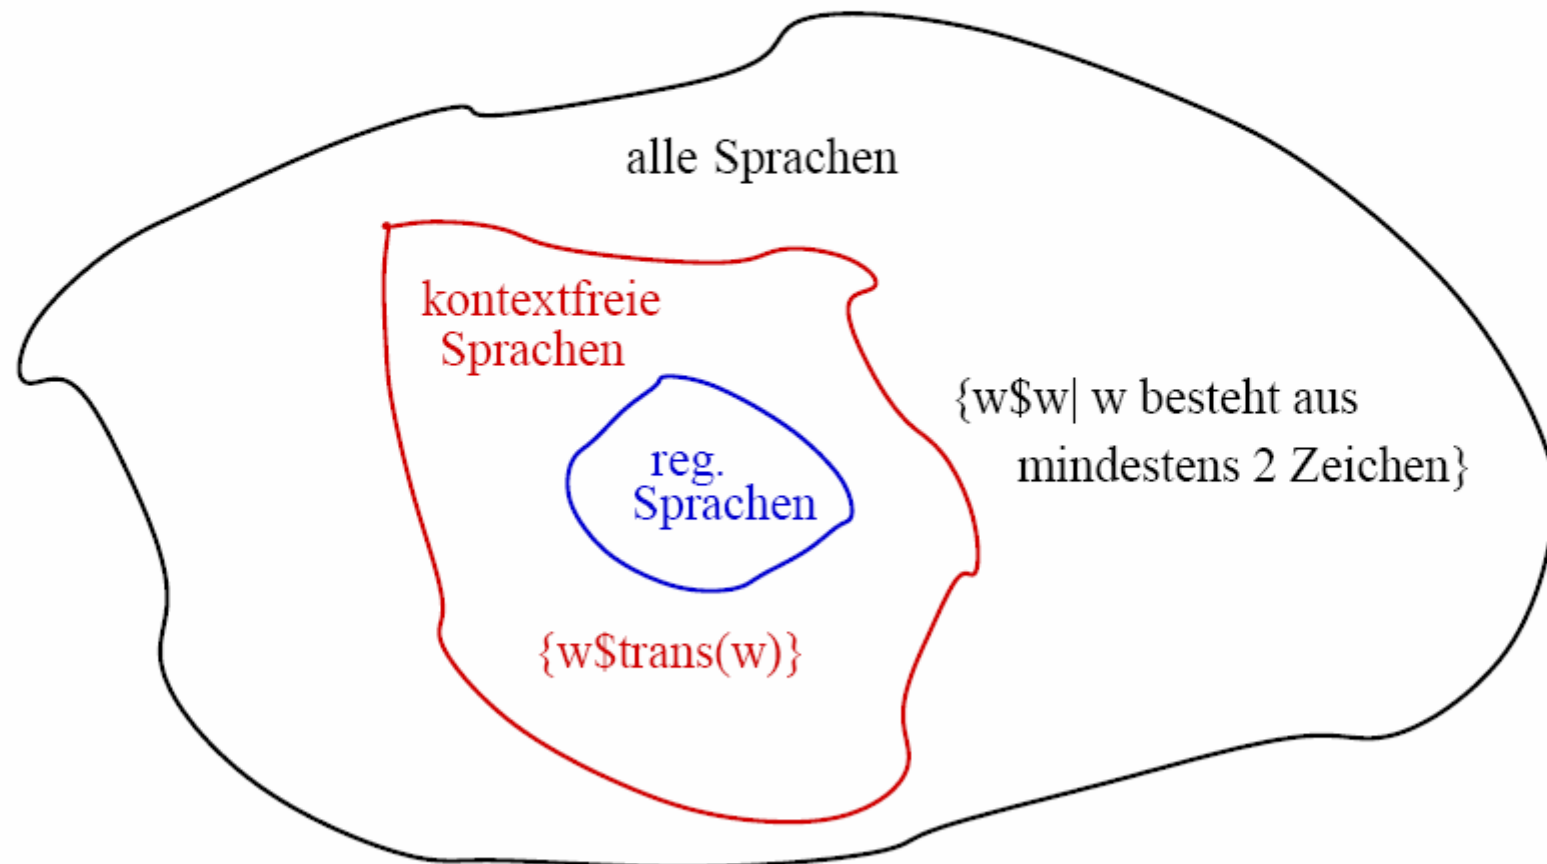 alle Sprachen
kontextfreie
Sprachen
{w$w| w besteht aus
mindestens 2 Zeichen}
reg.
Sprachen
{w$trans(w)}